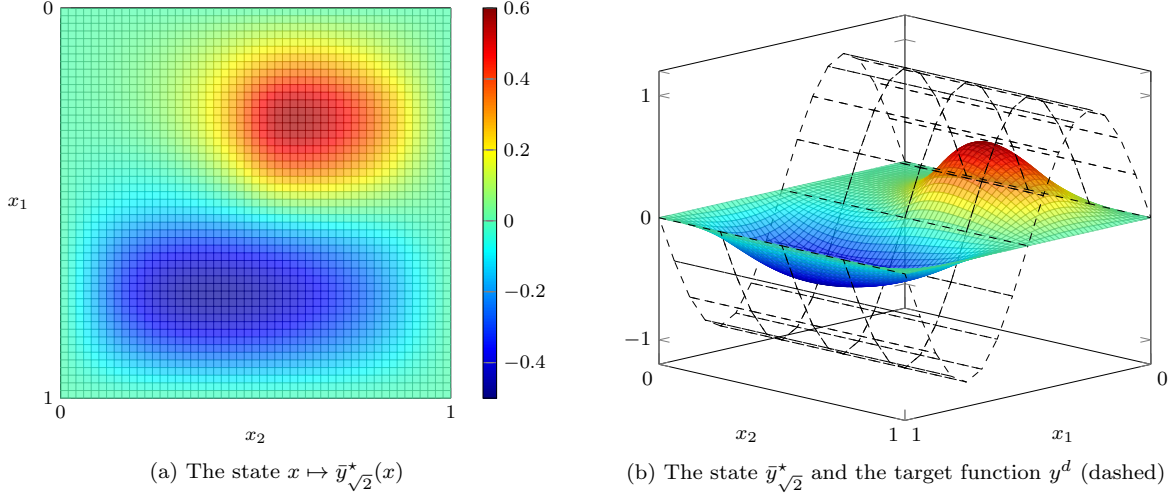 0
x₁
1
0
1
x₂
0.6
0.4
0.2
0
−0.2
−0.4
(a) The state x ↦ ȳ⋆√2(x)
1
0
−1
0
x₂
1
1
x₁
0
(b) The state ȳ⋆√2 and the target function yᵈ (dashed)